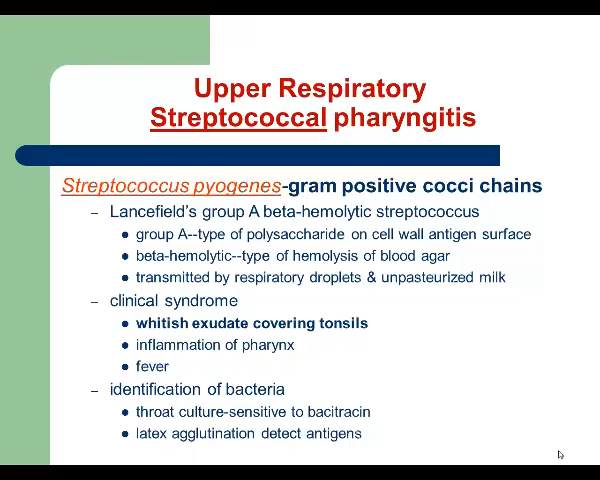 Upper Respiratory
Streptococcal pharyngitis
Streptococcus pyogenes-gram positive cocci chains
– Lancefield's group A beta-hemolytic streptococcus
● group A--type of polysaccharide on cell wall antigen surface
● beta-hemolytic--type of hemolysis of blood agar
● transmitted by respiratory droplets & unpasteurized milk
– clinical syndrome
● whitish exudate covering tonsils
● inflammation of pharynx
● fever
– identification of bacteria
● throat culture-sensitive to bacitracin
● latex agglutination detect antigens